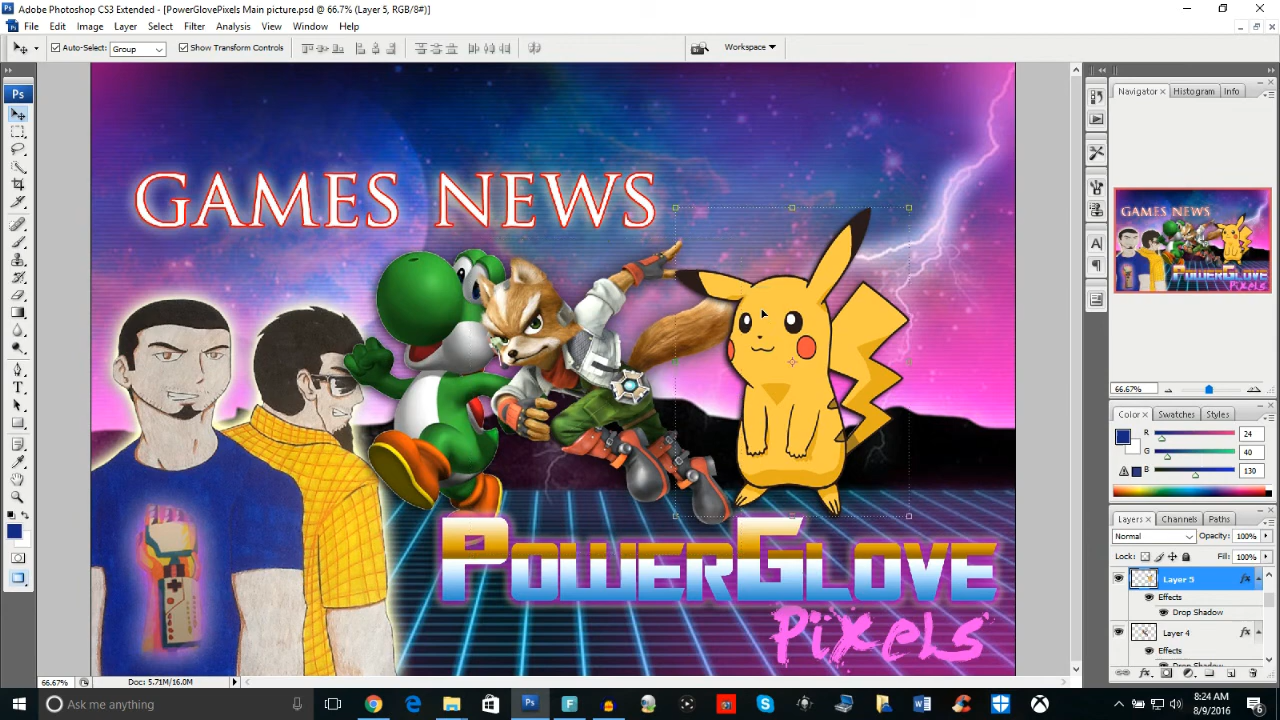 Adobe Photoshop CS3 Extended - [PowerGlovePixels Main picture.psd @ 66.7% (Layer 5, RGB/8#)]
File Edit Image Layer Select Filter Analysis View Window Help
Auto-Select: Group Show Transform Controls Workspace
Ps
Navigator Histogram Info
GAMES NEWS
66.67%
Color Swatches Styles
R 24
G 40
B 130
Layers Channels Paths
Normal Opacity: 100%
Lock: Fill: 100%
Layer 5
Effects
Drop Shadow
Layer 4
Effects
Drop Shadow
POWERGLOVE
Pixels
66.67% Doc: 5.71M/16.0M
Ask me anything
8:24 AM
8/9/2016